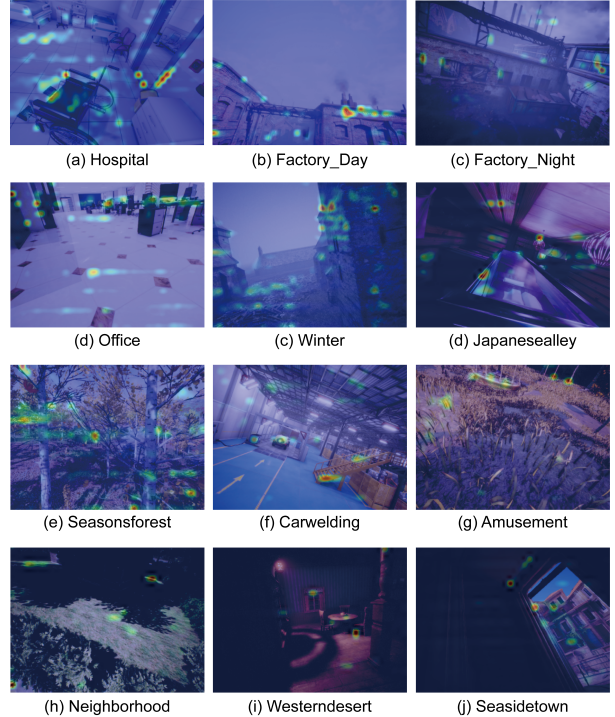 (a) Hospital
(b) Factory_Day
(c) Factory_Night
(d) Office
(c) Winter
(d) Japanesealley
(e) Seasonsforest
(f) Carwelding
(g) Amusement
(h) Neighborhood
(i) Westerndesert
(j) Seasidetown